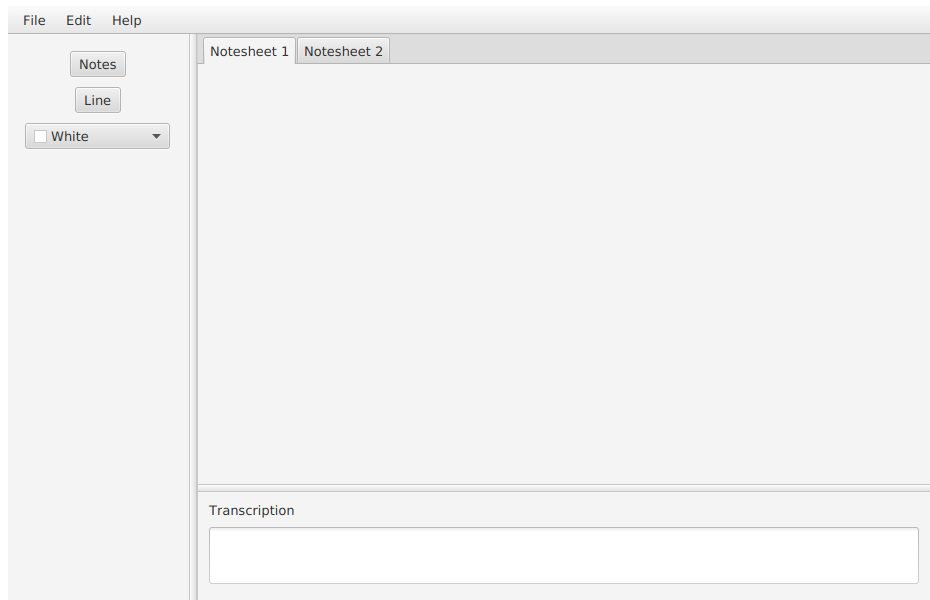 File Edit Help
Notes
Line
White
Notesheet 1 Notesheet 2
Transcription